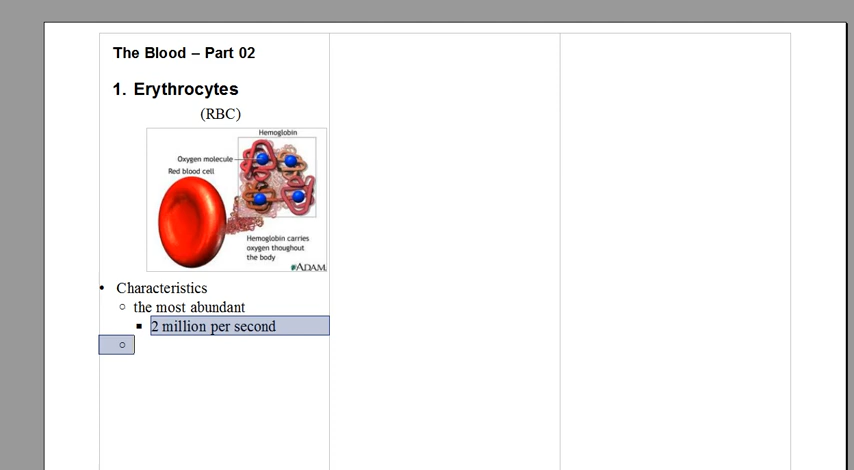 The Blood – Part 02
1. Erythrocytes
(RBC)
Hemoglobin
Oxygen molecule
Red blood cell
Hemoglobin carries
oxygen thoughout
the body
ADAM.
• Characteristics
○ the most abundant
▪ 2 million per second
○